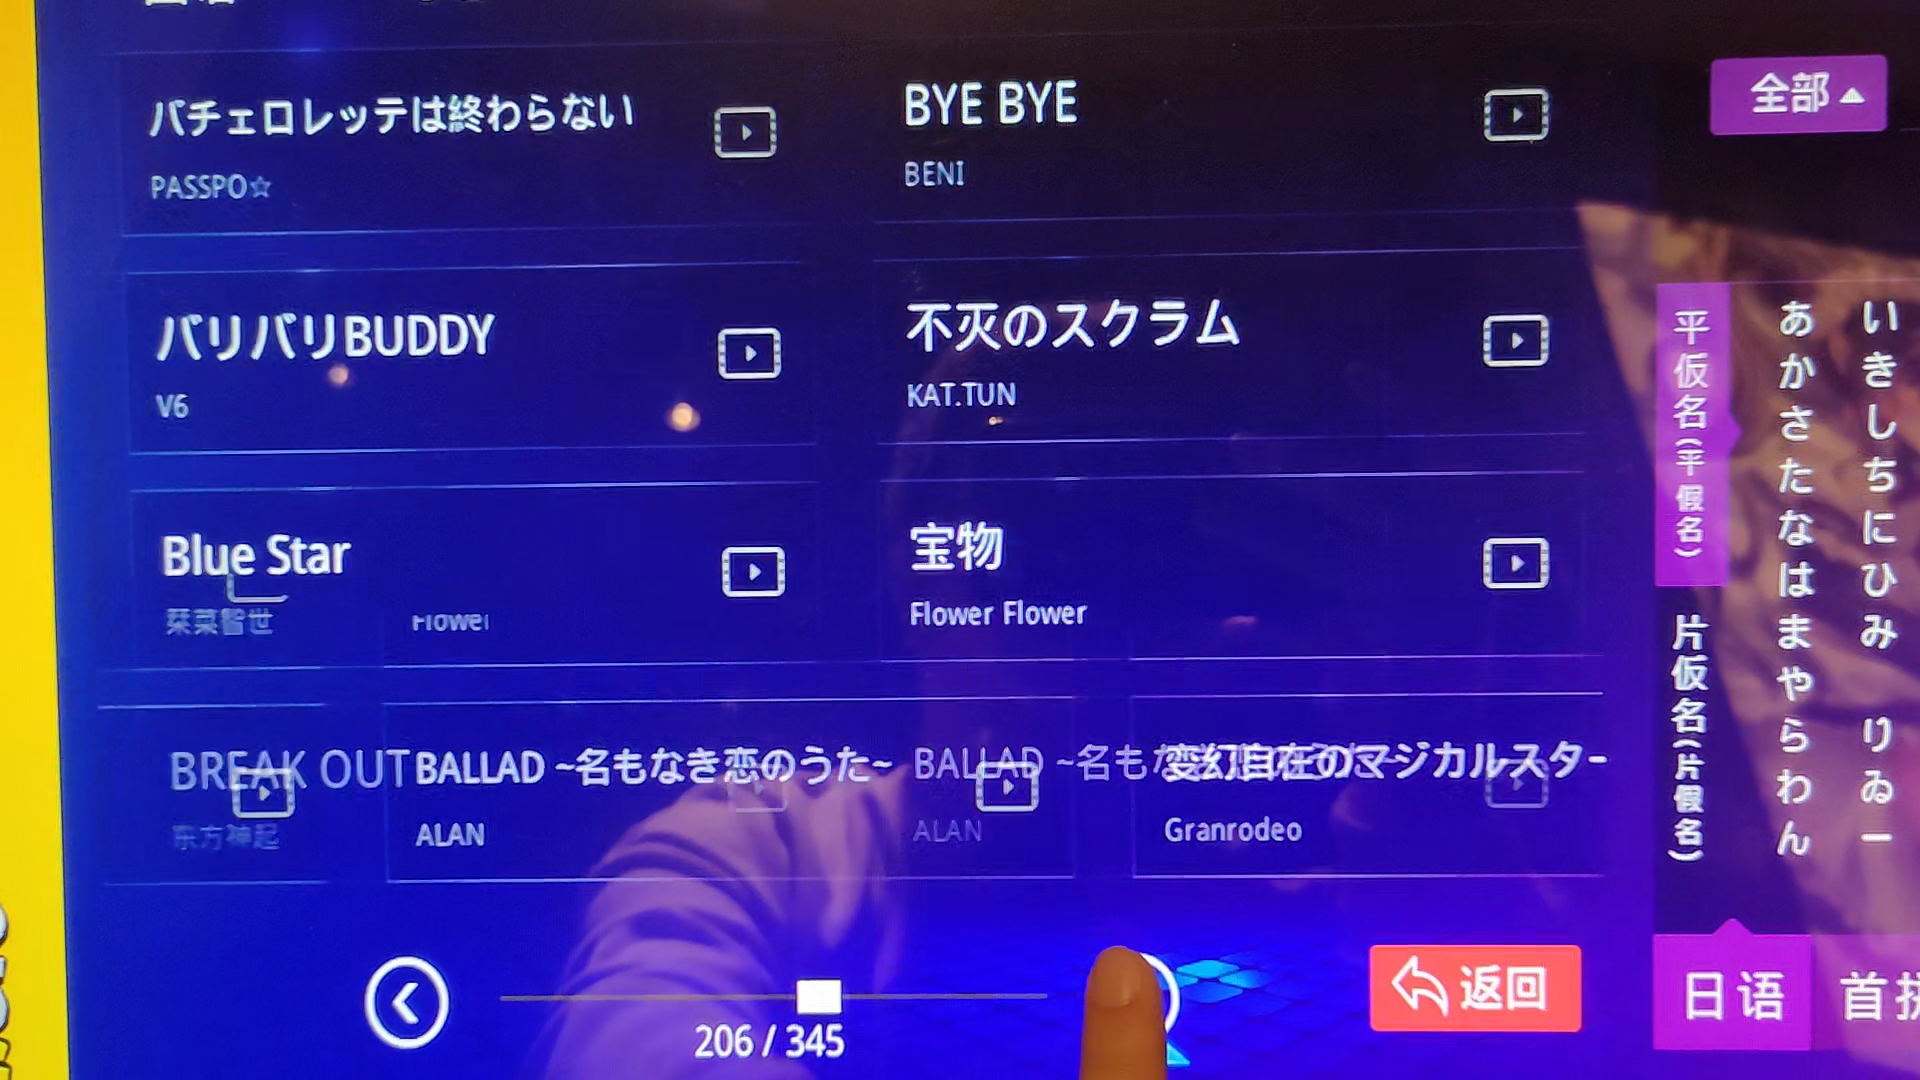 バチェロレッテは終わらない
PASSPO☆
BYE BYE
BENI
バリバリBUDDY
V6
不灭のスクラム
KAT.TUN
Blue Star
栞菜智世
宝物
Flower Flower
BREAK OUT
东方神起
BALLAD ~名もなき恋のうた~
ALAN
BALLAD ~名もな
ALAN
変幻自在のマジカルスター
Granrodeo
206 / 345
返回
全部
平仮名(平假名)
片仮名(片假名)
あかさたなはまやらわん
いきしちにひみ りゐー
日语
首拼